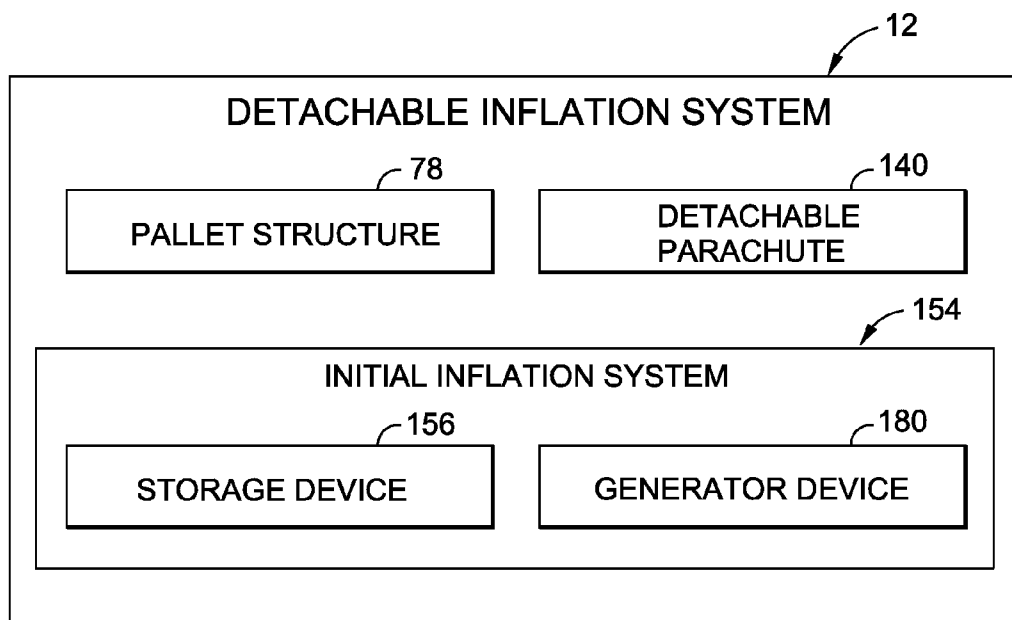 12
DETACHABLE INFLATION SYSTEM
78
140
PALLET STRUCTURE
DETACHABLE
PARACHUTE
154
INITIAL INFLATION SYSTEM
156
180
STORAGE DEVICE
GENERATOR DEVICE